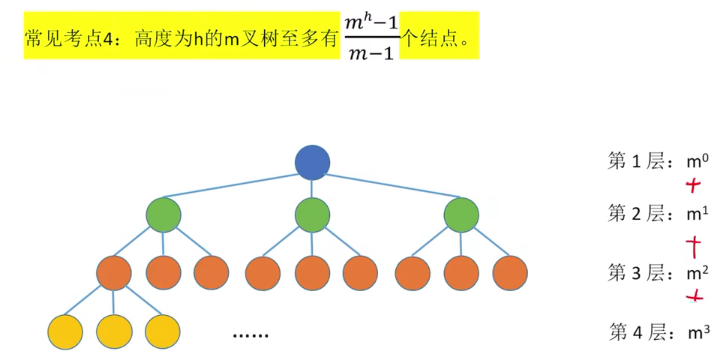 常见考点4：高度为h的m叉树至多有 $\frac{m^h-1}{m-1}$ 个结点。
第 1 层：m⁰
+
第 2 层：m¹
+
第 3 层：m²
+
第 4 层：m³
……